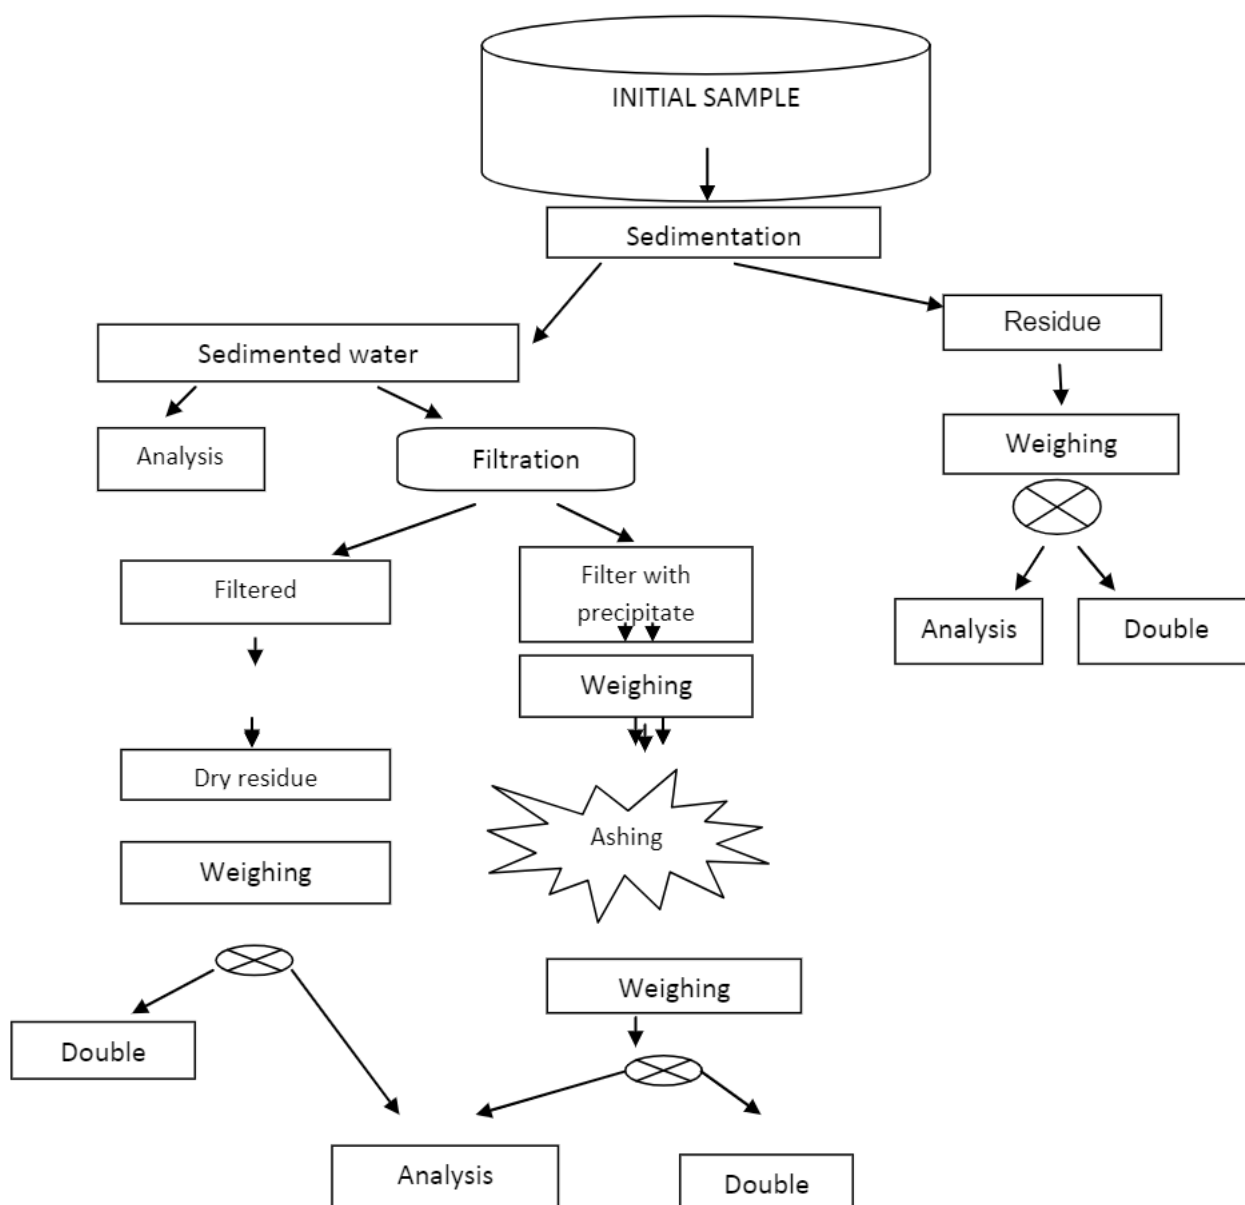 INITIAL SAMPLE
Sedimentation
Residue
Sedimented water
Weighing
Analysis
Filtration
Filtered
Filter with
precipitate
Analysis
Double
Weighing
Dry residue
Ashing
Weighing
Weighing
Double
Analysis
Double